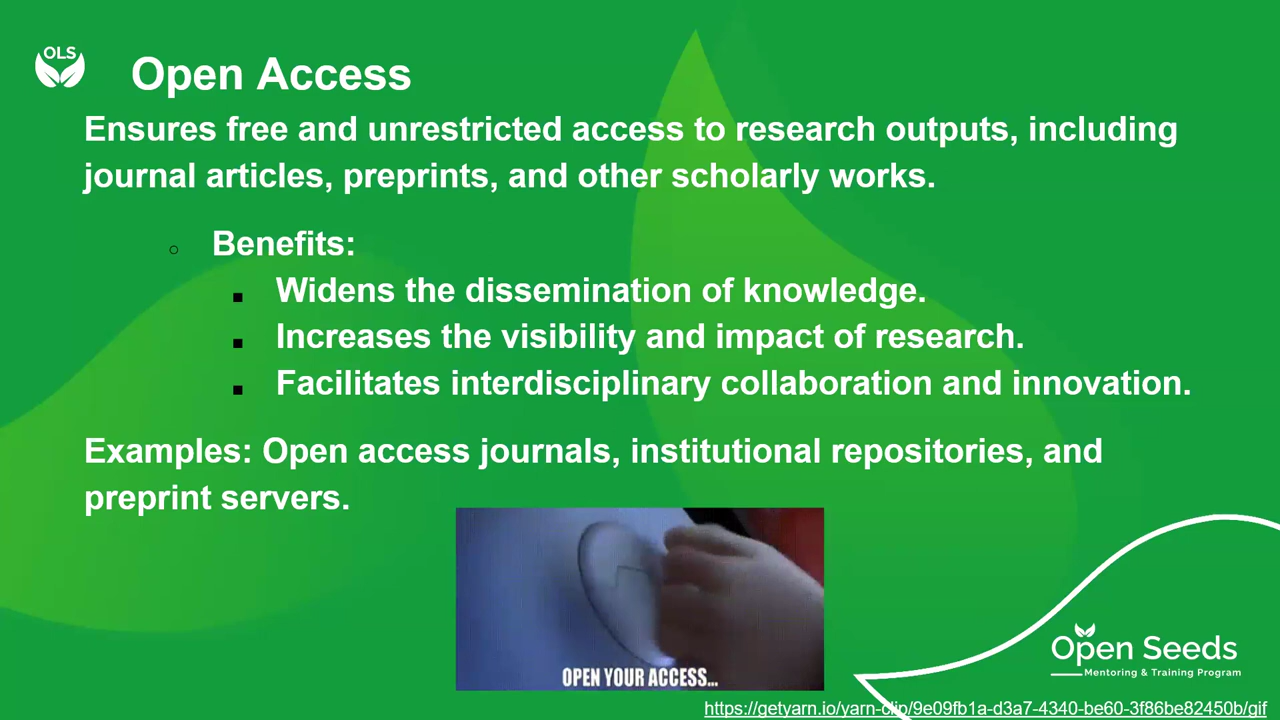 OLS
Open Access
Ensures free and unrestricted access to research outputs, including
journal articles, preprints, and other scholarly works.
Benefits:
Widens the dissemination of knowledge.
Increases the visibility and impact of research.
Facilitates interdisciplinary collaboration and innovation.
Examples: Open access journals, institutional repositories, and
preprint servers.
OPEN YOUR ACCESS...
Open Seeds
Mentoring & Training Program
https://getyarn.io/yarn-clip/9e09fb1a-d3a7-4340-be60-3f86be82450b/gif